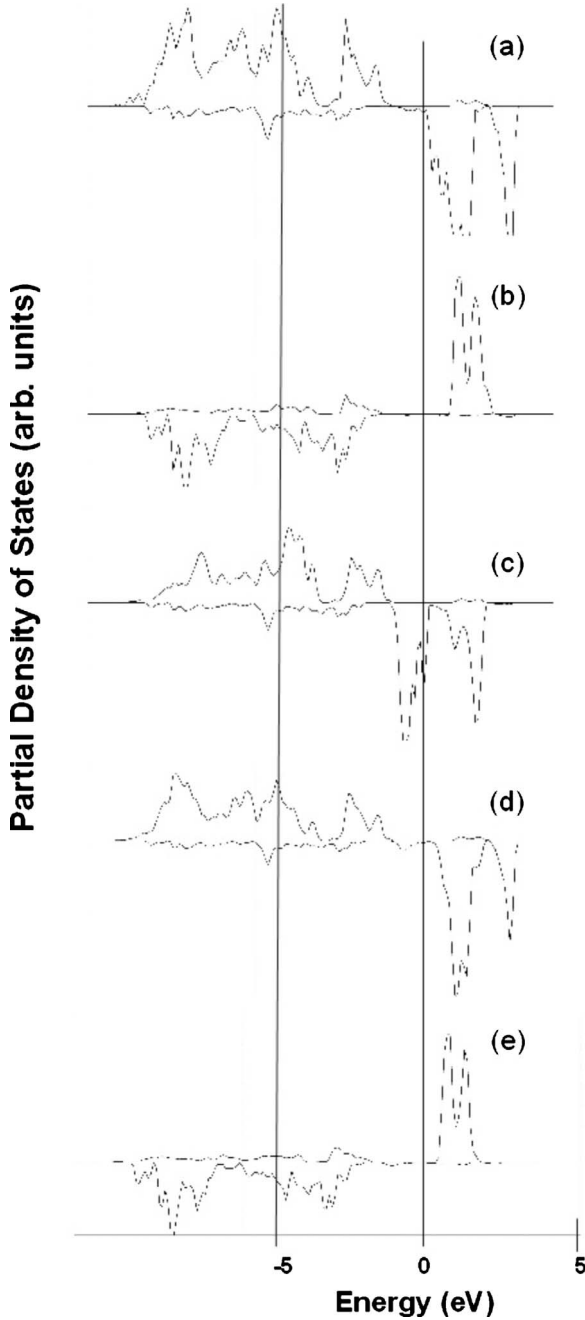 (a)
(b)
(c)
(d)
(e)
Partial Density of States (arb. units)
-5
0
5
Energy (eV)